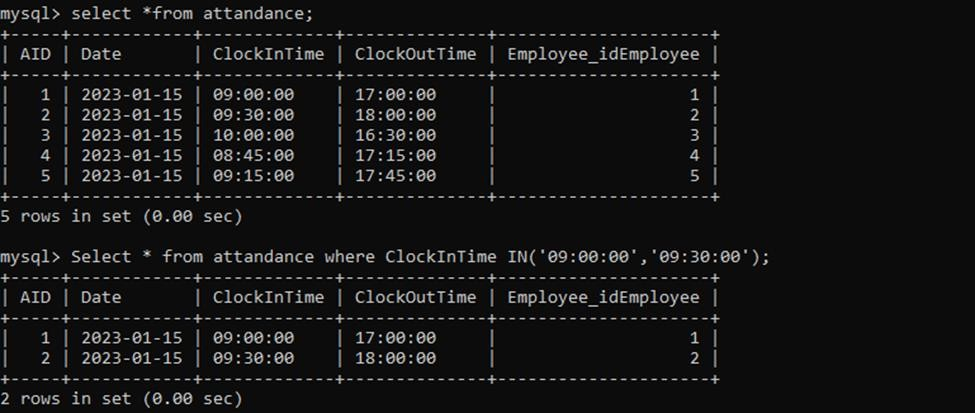 mysql> select *from attandance;
+-----+------------+-------------+--------------+---------------------+
| AID | Date       | ClockInTime | ClockOutTime | Employee_idEmployee |
+-----+------------+-------------+--------------+---------------------+
|   1 | 2023-01-15 | 09:00:00    | 17:00:00     |                   1 |
|   2 | 2023-01-15 | 09:30:00    | 18:00:00     |                   2 |
|   3 | 2023-01-15 | 10:00:00    | 16:30:00     |                   3 |
|   4 | 2023-01-15 | 08:45:00    | 17:15:00     |                   4 |
|   5 | 2023-01-15 | 09:15:00    | 17:45:00     |                   5 |
+-----+------------+-------------+--------------+---------------------+
5 rows in set (0.00 sec)

mysql> Select * from attandance where ClockInTime IN('09:00:00','09:30:00');
+-----+------------+-------------+--------------+---------------------+
| AID | Date       | ClockInTime | ClockOutTime | Employee_idEmployee |
+-----+------------+-------------+--------------+---------------------+
|   1 | 2023-01-15 | 09:00:00    | 17:00:00     |                   1 |
|   2 | 2023-01-15 | 09:30:00    | 18:00:00     |                   2 |
+-----+------------+-------------+--------------+---------------------+
2 rows in set (0.00 sec)